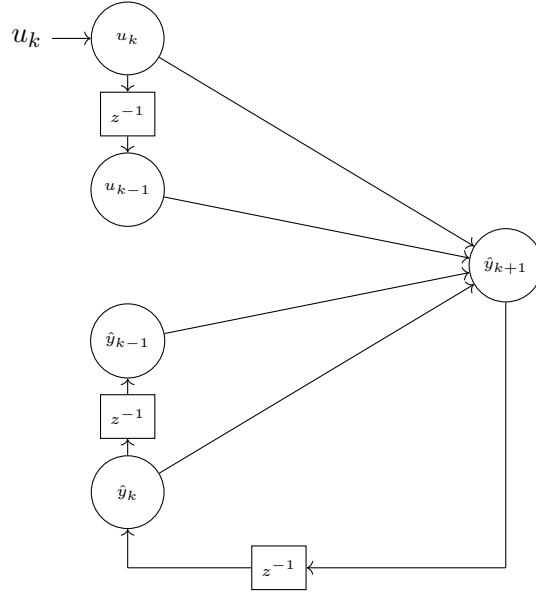 u_k
u_k
z^{-1}
u_{k-1}
ŷ_{k+1}
ŷ_{k-1}
z^{-1}
ŷ_k
z^{-1}